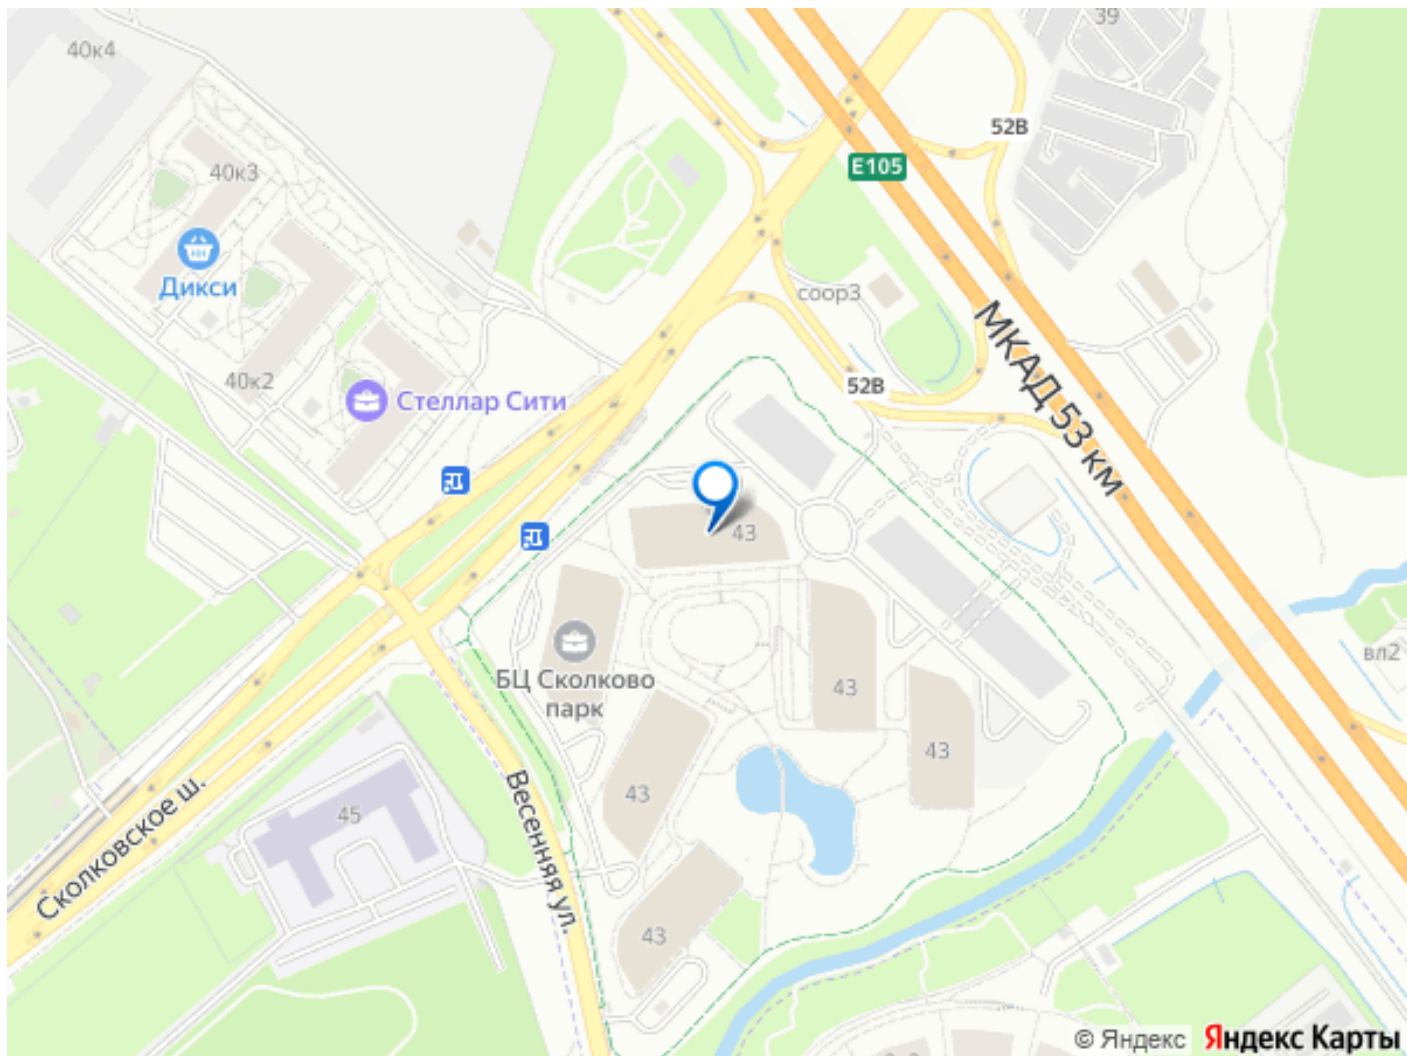 39
40к4
52В
E105
40к3
Дикси
соор3
МКАД 53 км
40к2
52В
Стеллар Сити
43
вл2
БЦ Сколково
парк
43
43
43
45
Весенняя ул.
Сколковское ш.
43
© Яндекс
Яндекс Карты